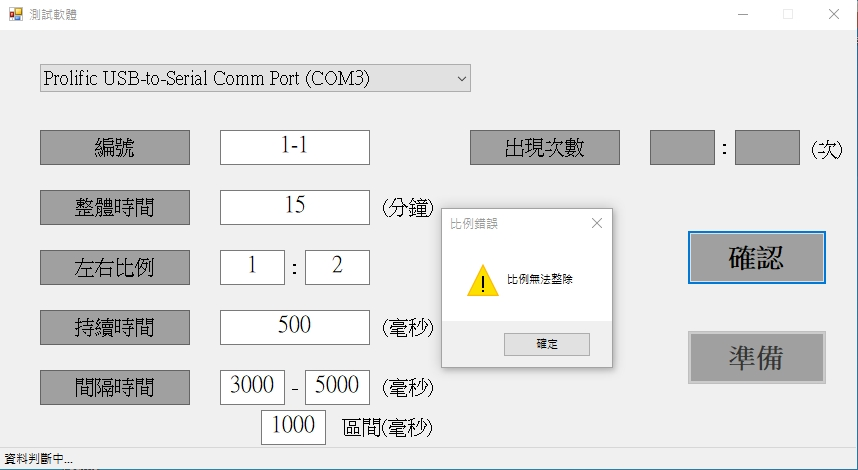 測試軟體
Prolific USB-to-Serial Comm Port (COM3)
編號 1-1 出現次數 : (次)
整體時間 15 (分鐘)
比例錯誤
左右比例 1 : 2
確認
比例無法整除
持續時間 500 (毫秒)
確定
準備
間隔時間 3000 - 5000 (毫秒)
1000 區間(毫秒)
資料判斷中...